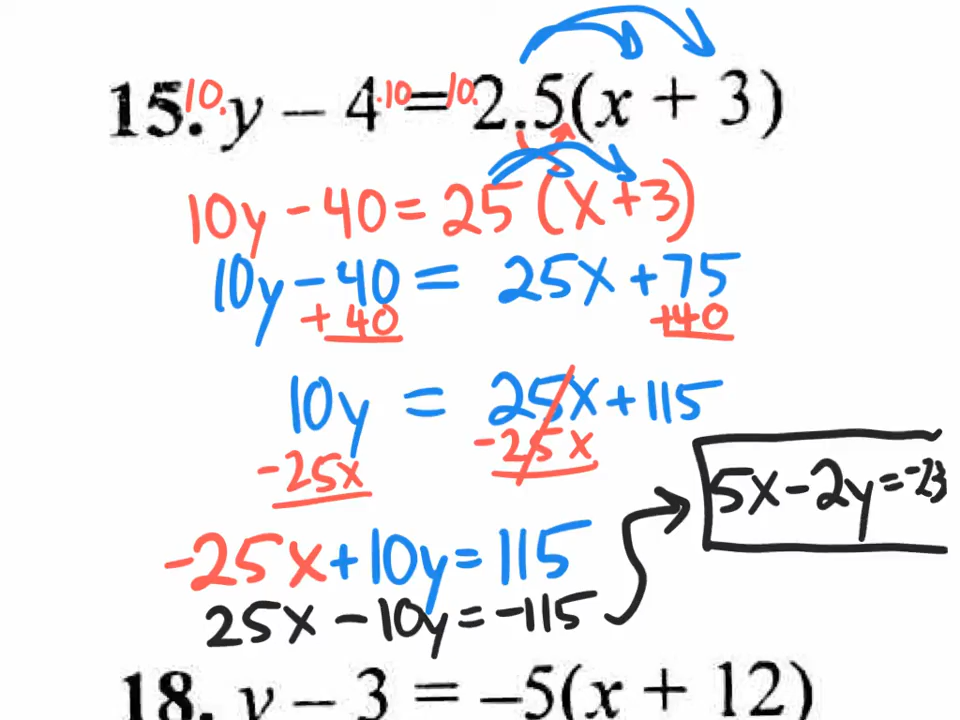 15. 10. y – 4 · 10 = 10. 2.5(x + 3)
10y - 40 = 25 (x + 3)
10y - 40 = 25x + 75
+ 40 +40
10y = 25x + 115
-25x -25x
5x - 2y = -23
-25x + 10y = 115
25x - 10y = -115
18. y – 3 = –5(x + 12)